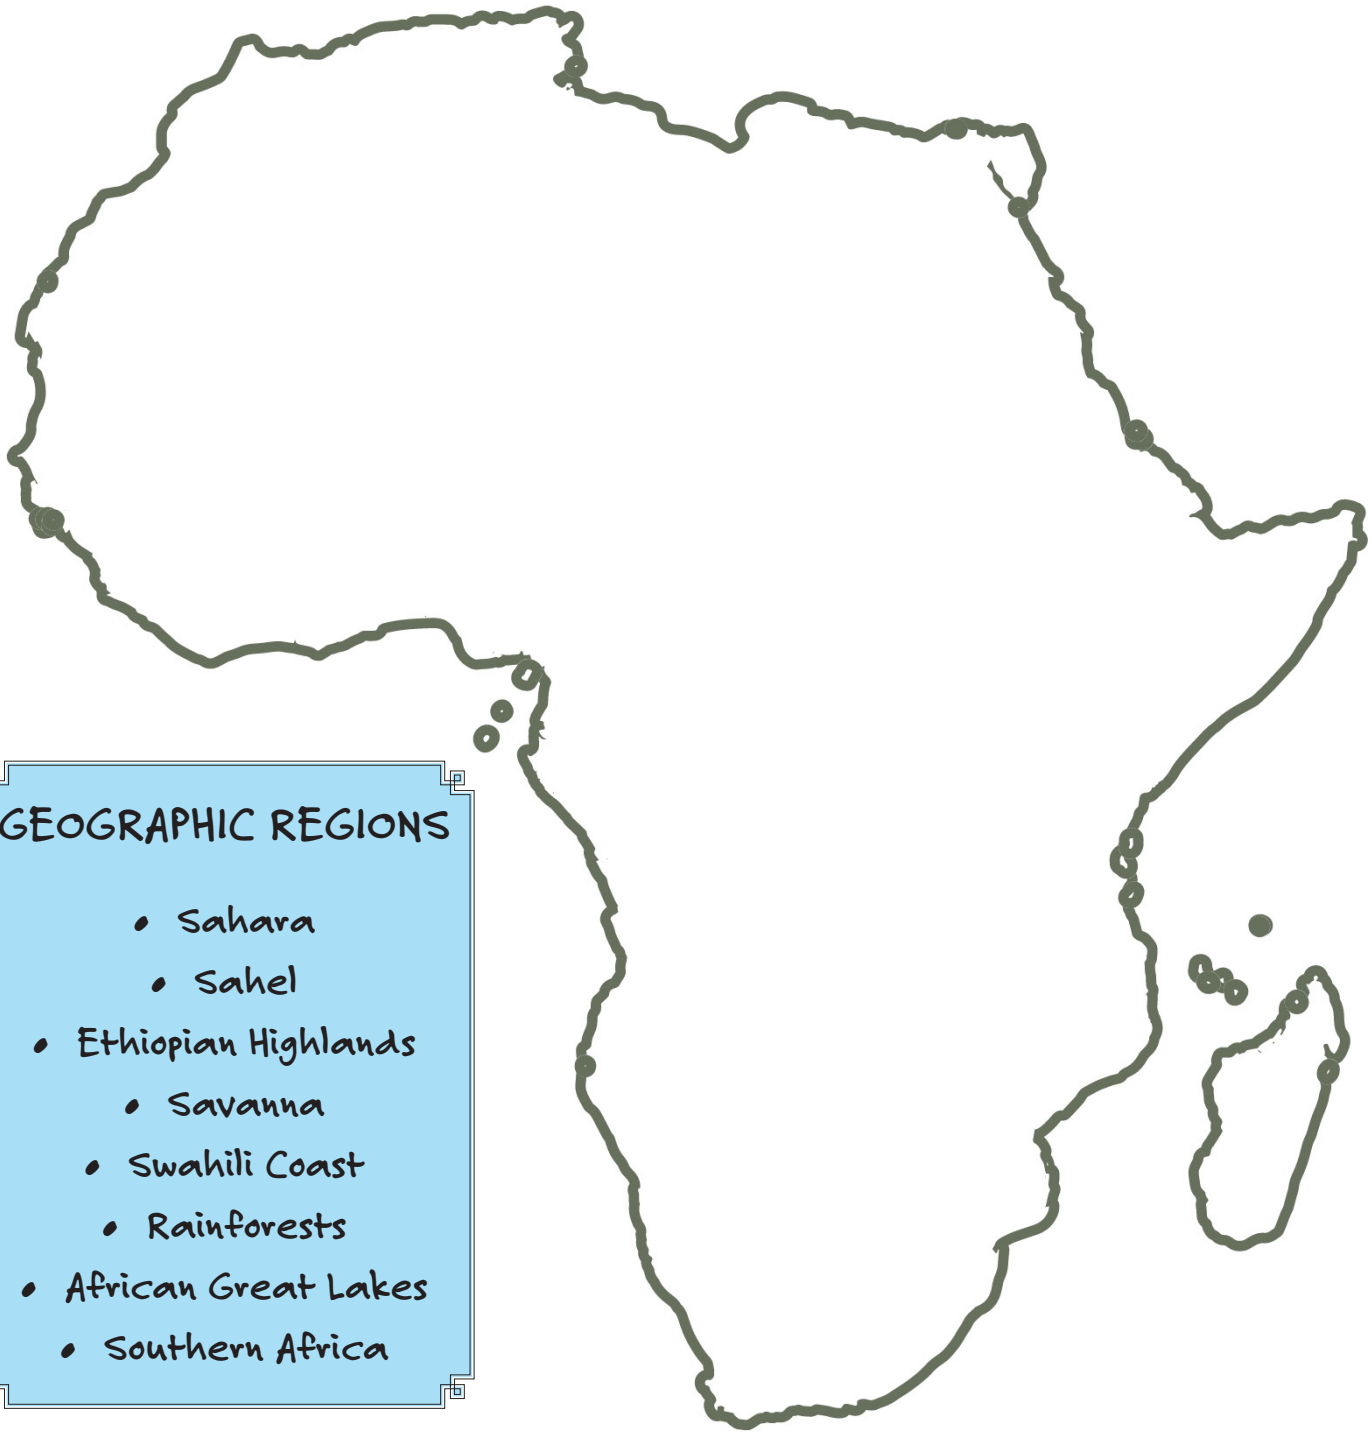 GEOGRAPHIC REGIONS
• Sahara
• Sahel
• Ethiopian Highlands
• Savanna
• Swahili Coast
• Rainforests
• African Great Lakes
• Southern Africa